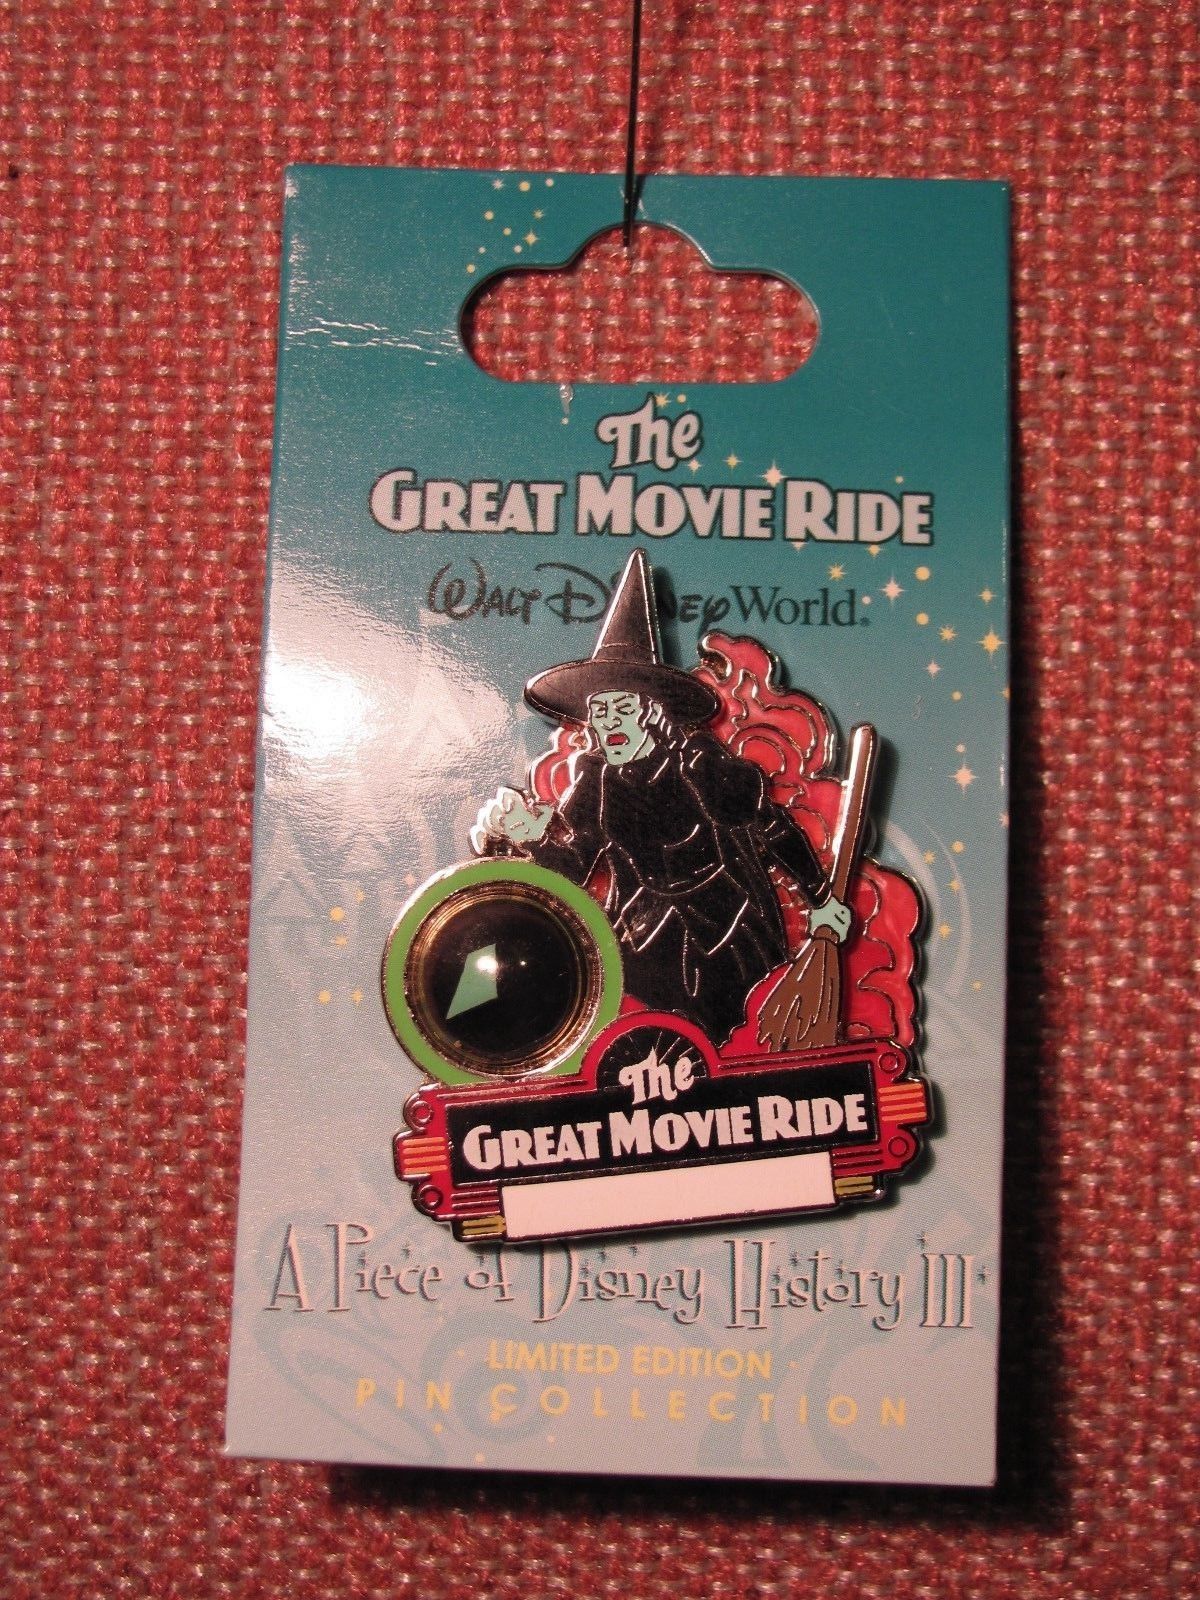 The
GREAT MOVIE RIDE
WALT DISNEY World.
The
GREAT MOVIE RIDE
A Piece of Disney History III
· LIMITED EDITION ·
PIN COLLECTION